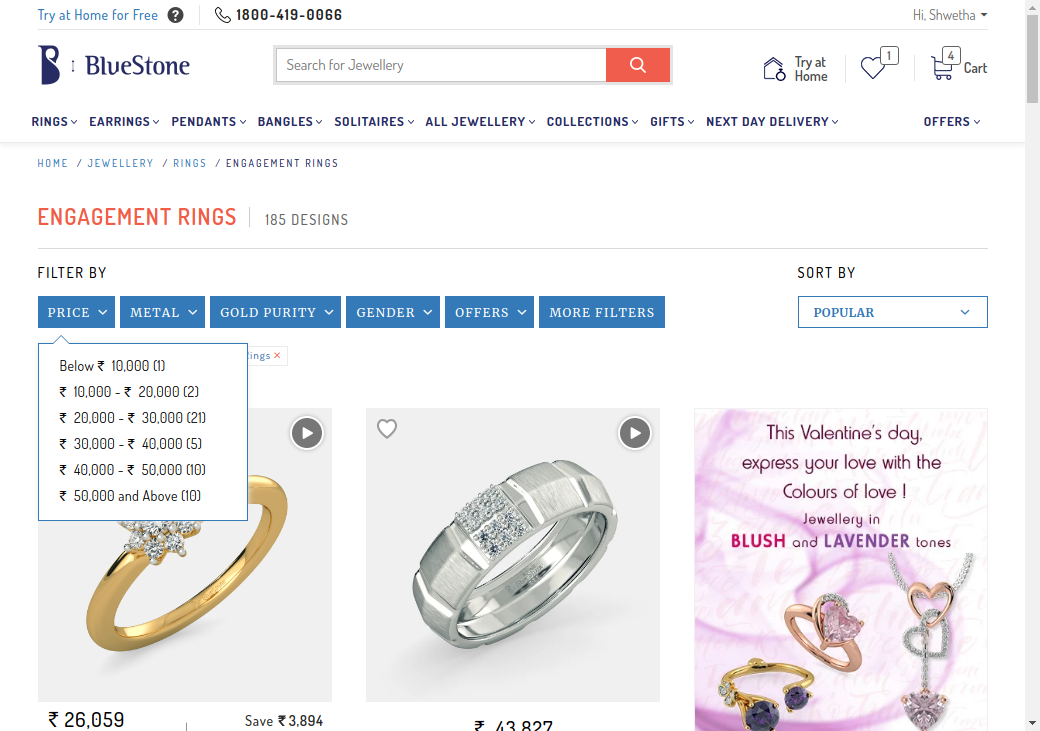 Try at Home for Free ? 1800-419-0066 Hi, Shwetha
BlueStone
Search for Jewellery
Try at Home
1
4
Cart
RINGS EARRINGS PENDANTS BANGLES SOLITAIRES ALL JEWELLERY COLLECTIONS GIFTS NEXT DAY DELIVERY OFFERS
HOME / JEWELLERY / RINGS / ENGAGEMENT RINGS
ENGAGEMENT RINGS 185 DESIGNS
FILTER BY SORT BY
PRICE METAL GOLD PURITY GENDER OFFERS MORE FILTERS POPULAR
ings ×
Below ₹ 10,000 (1)
₹ 10,000 - ₹ 20,000 (2)
₹ 20,000 - ₹ 30,000 (21)
₹ 30,000 - ₹ 40,000 (5)
₹ 40,000 - ₹ 50,000 (10)
₹ 50,000 and Above (10)
This Valentine's day,
express your love with the
Colours of love !
Jewellery in
BLUSH and LAVENDER tones
₹ 26,059 Save ₹ 3,894
₹ 43,827